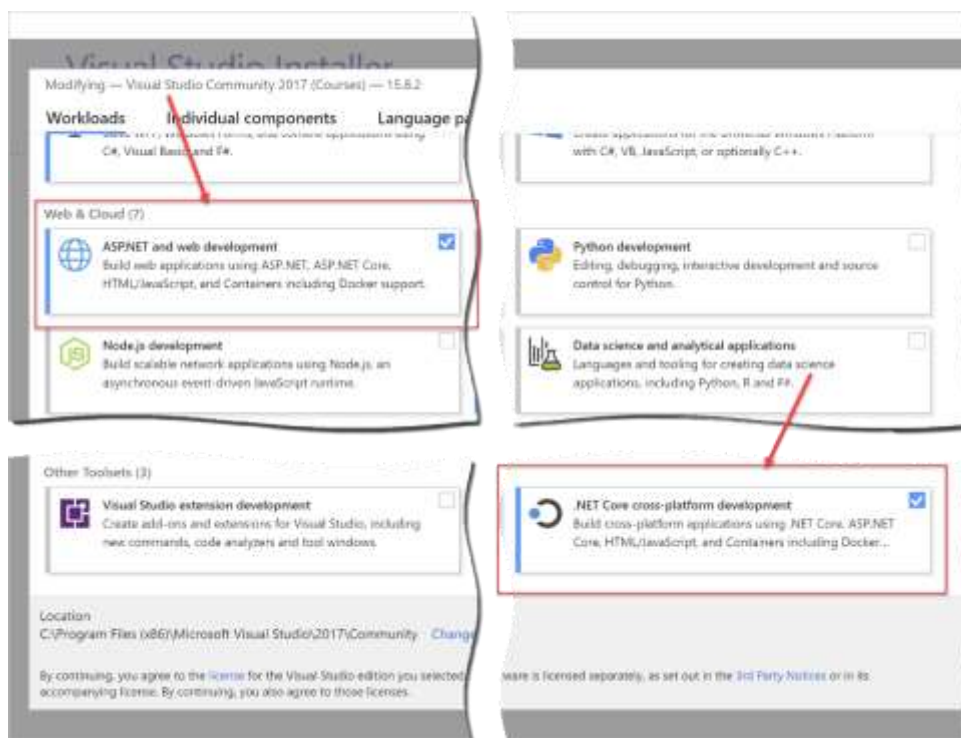 Visual Studio Installer
Modifying — Visual Studio Community 2017 (Courses) — 15.8.2
Workloads Individual components Language pa
C#, Visual Basic and F#.
with C#, VB, JavaScript, or optionally C++.
Web & Cloud (7)
ASP.NET and web development
Build web applications using ASP.NET, ASP.NET Core,
HTML/JavaScript, and Containers including Docker support.
Python development
Editing, debugging, interactive development and source
control for Python.
Node.js development
Build scalable network applications using Node.js, an
asynchronous event-driven JavaScript runtime.
Data science and analytical applications
Languages and tooling for creating data science
applications, including Python, R and F#.
Other Toolsets (3)
Visual Studio extension development
Create add-ons and extensions for Visual Studio, including
new commands, code analyzers and tool windows.
.NET Core cross-platform development
Build cross-platform applications using .NET Core, ASP.NET
Core, HTML/JavaScript, and Containers including Docker...
Location
C:\Program Files (x86)\Microsoft Visual Studio\2017\Community Change
By continuing, you agree to the license for the Visual Studio edition you selected ware is licensed separately, as set out in the 3rd Party Notices or in its
accompanying license. By continuing, you also agree to those licenses.